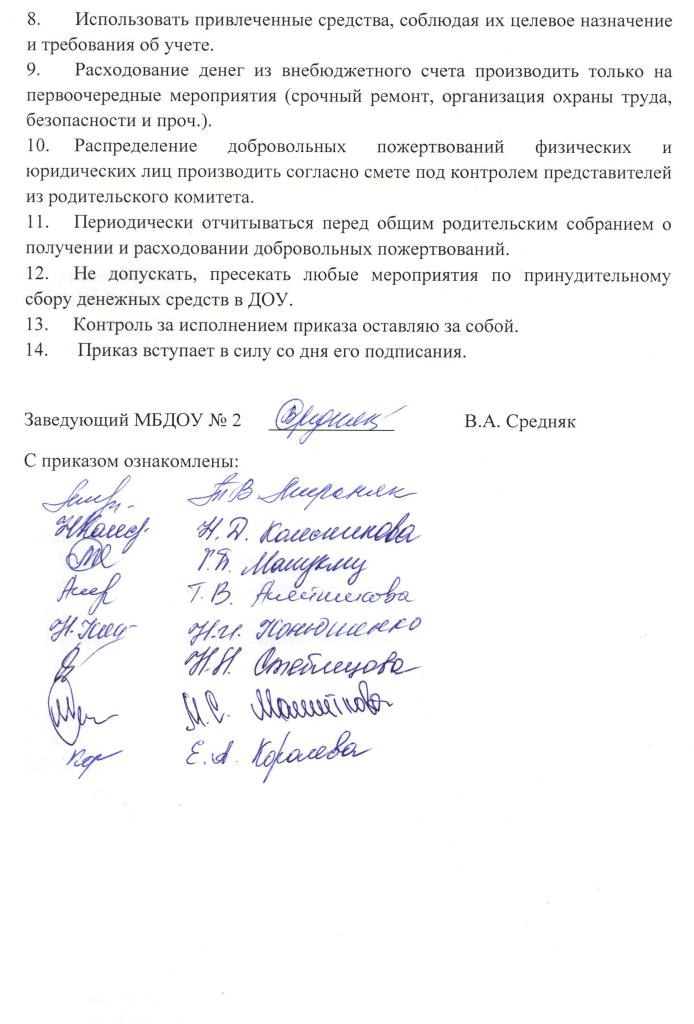 8. Использовать привлеченные средства, соблюдая их целевое назначение
и требования об учете.
9. Расходование денег из внебюджетного счета производить только на
первоочередные мероприятия (срочный ремонт, организация охраны труда,
безопасности и проч.).
10. Распределение добровольных пожертвований физических и
юридических лиц производить согласно смете под контролем представителей
из родительского комитета.
11. Периодически отчитываться перед общим родительским собранием о
получении и расходовании добровольных пожертвований.
12. Не допускать, пресекать любые мероприятия по принудительному
сбору денежных средств в ДОУ.
13. Контроль за исполнением приказа оставляю за собой.
14. Приказ вступает в силу со дня его подписания.
Заведующий МБДОУ № 2 В.А. Средняк
С приказом ознакомлены:
Т.В.
Н.Д. Колесникова
Т.В. Алейникова
Н.И. Конюшенко
Н.Н. Стеблецова
М.С.
Е.А. Королева